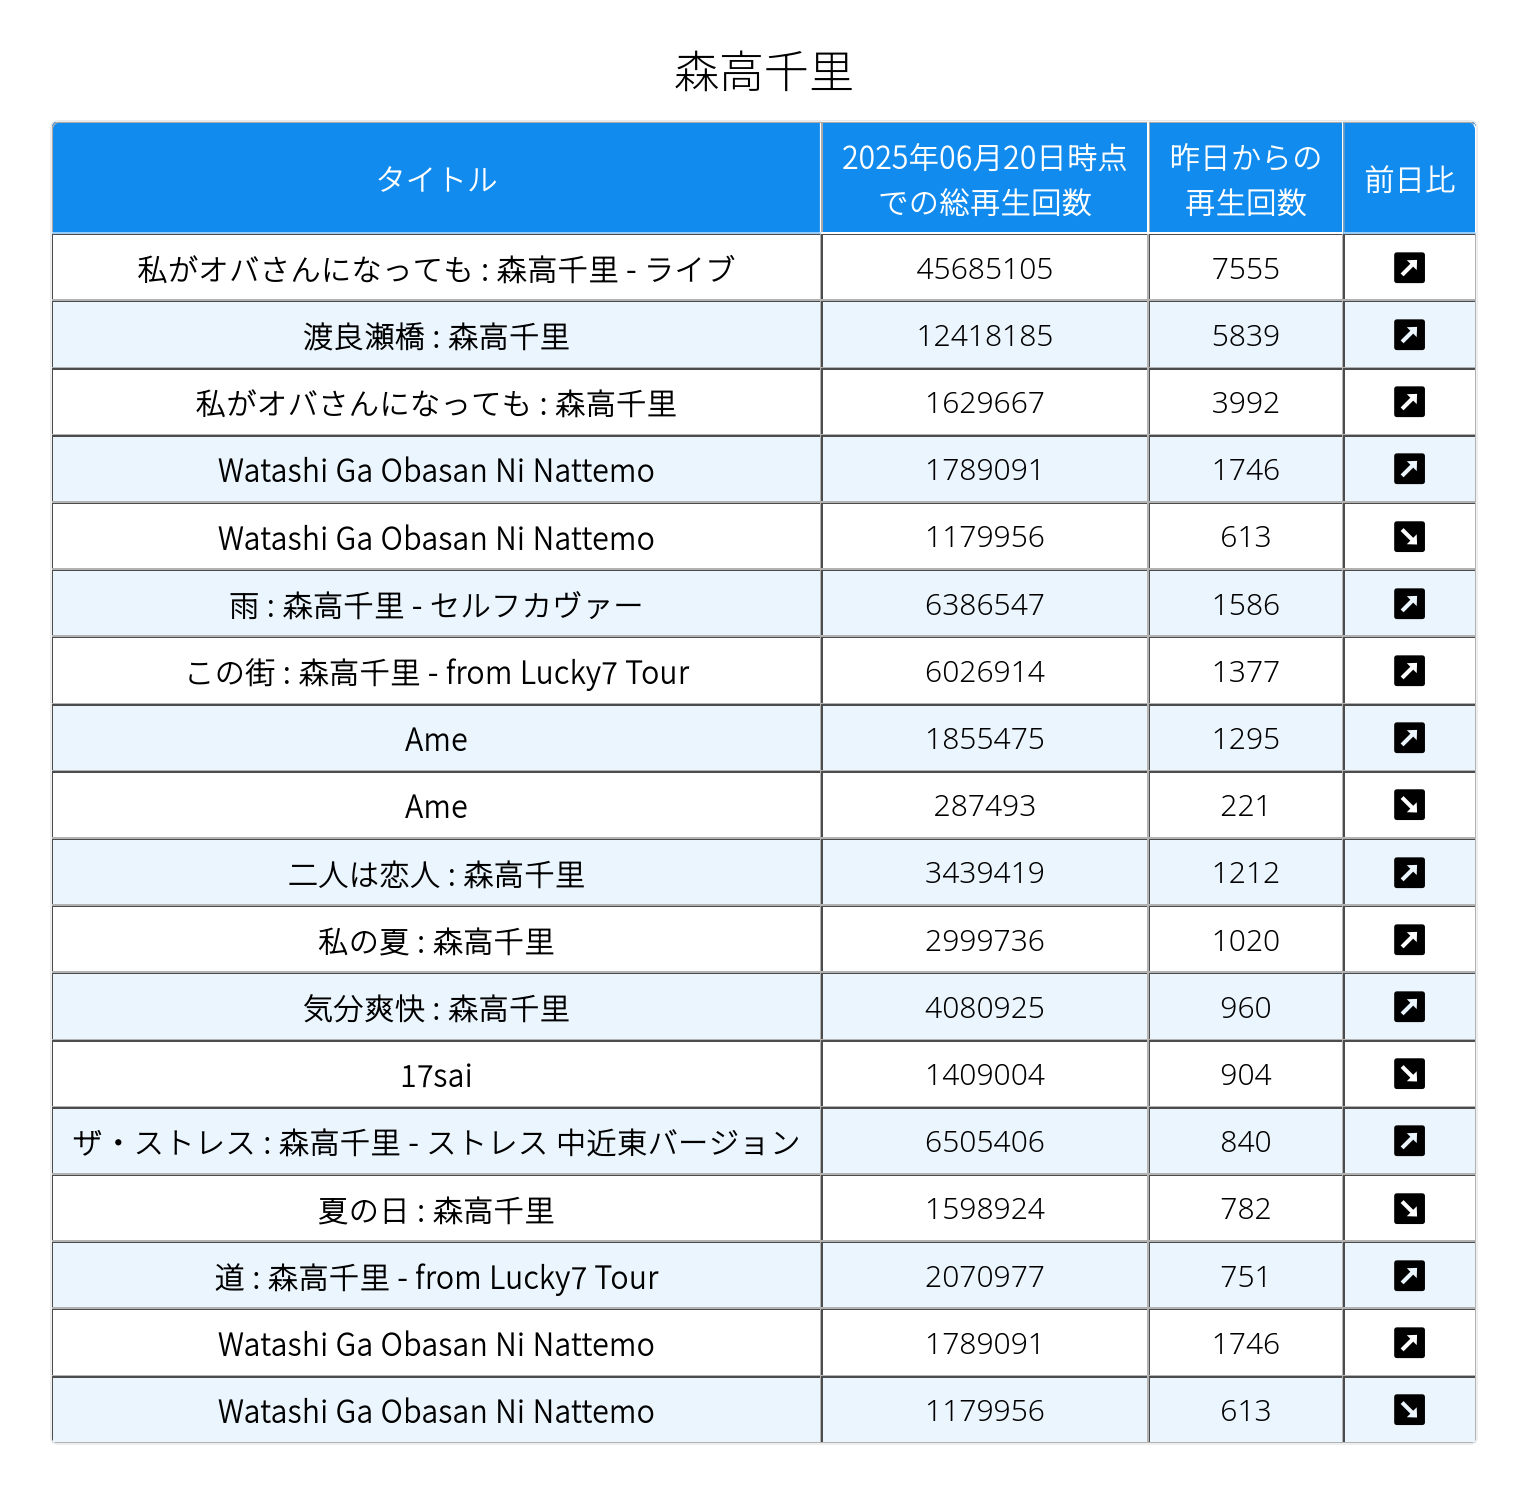 森高千里
タイトル
2025年06月20日時点
での総再生回数
昨日からの
再生回数
前日比
私がオバさんになっても : 森高千里 - ライブ 45685105 7555
渡良瀬橋 : 森高千里 12418185 5839
私がオバさんになっても : 森高千里 1629667 3992
Watashi Ga Obasan Ni Nattemo 1789091 1746
Watashi Ga Obasan Ni Nattemo 1179956 613
雨 : 森高千里 - セルフカヴァー 6386547 1586
この街 : 森高千里 - from Lucky7 Tour 6026914 1377
Ame 1855475 1295
Ame 287493 221
二人は恋人 : 森高千里 3439419 1212
私の夏 : 森高千里 2999736 1020
気分爽快 : 森高千里 4080925 960
17sai 1409004 904
ザ・ストレス : 森高千里 - ストレス 中近東バージョン 6505406 840
夏の日 : 森高千里 1598924 782
道 : 森高千里 - from Lucky7 Tour 2070977 751
Watashi Ga Obasan Ni Nattemo 1789091 1746
Watashi Ga Obasan Ni Nattemo 1179956 613